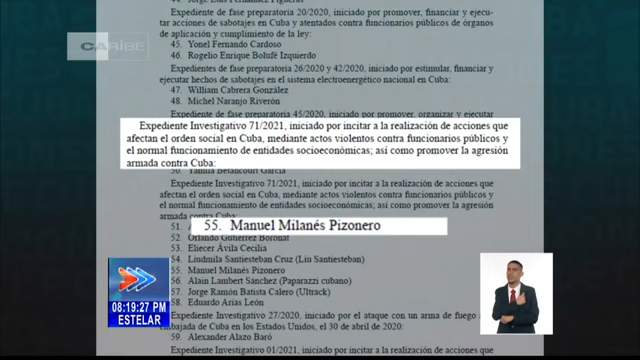 44. Jorge Luis Fernández Figueras
Expediente de fase preparatoria 20/2020, iniciado por promover, financiar y ejecu-
tar acciones de sabotajes en Cuba y atentados contra funcionarios públicos de órganos
de aplicación y cumplimiento de la ley:
CARIBE
45. Yonel Fernando Cardoso
46. Rogelio Enrique Bolufé Izquierdo
Expedientes de fase preparatoria 26/2020 y 42/2020, iniciado por estimular, financiar y
ejecutar hechos de sabotajes en el sistema electroenergético nacional en Cuba:
47. William Cabrera González
48. Michel Naranjo Riverón
Expediente de fase preparatoria 45/2020, iniciado por promover, organizar y ejecutar
Expediente Investigativo 71/2021, iniciado por incitar a la realización de acciones que
afectan el orden social en Cuba, mediante actos violentos contra funcionarios públicos y
el normal funcionamiento de entidades socioeconómicas; así como promover la agresión
armada contra Cuba:
50. Yamila Betancourt García
Expediente Investigativo 71/2021, iniciado por incitar a la realización de acciones que
afectan el orden social en Cuba, mediante actos violentos contra funcionarios públicos y
el normal funcionamiento de entidades socioeconómicas; así como promover la agresión
armada contra Cuba:
51.
55. Manuel Milanés Pizonero
52. Orlando Gutiérrez Boronat
53. Eliecer Ávila Cecilia
54. Liudmila Santiesteban Cruz (Liu Santiesteban)
55. Manuel Milanés Pizonero
56. Alain Lambert Sánchez (Paparazzi cubano)
57. Jorge Ramón Batista Calero (Ultrack)
58. Eduardo Arias León
Expediente Investigativo 27/2020, iniciado por el ataque con un arma de fuego a
embajada de Cuba en los Estados Unidos, el 30 de abril de 2020:
59. Alexander Alazo Baró
Expediente Investigativo 01/2021, iniciado por incitar a la realización de acciones
08:19:27 PM
ESTELAR